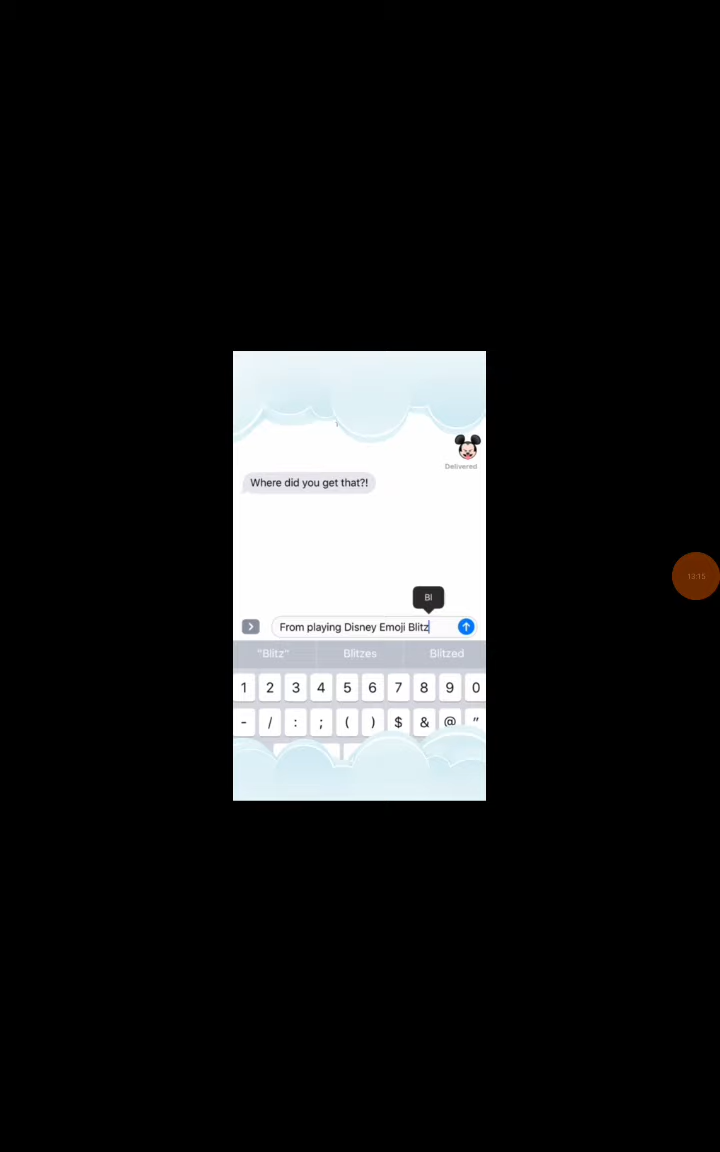 Delivered
Where did you get that?!
Bl
From playing Disney Emoji Blitz
"Blitz" Blitzes Blitzed
1 2 3 4 5 6 7 8 9 0
- / : ; ( ) $ & @ "